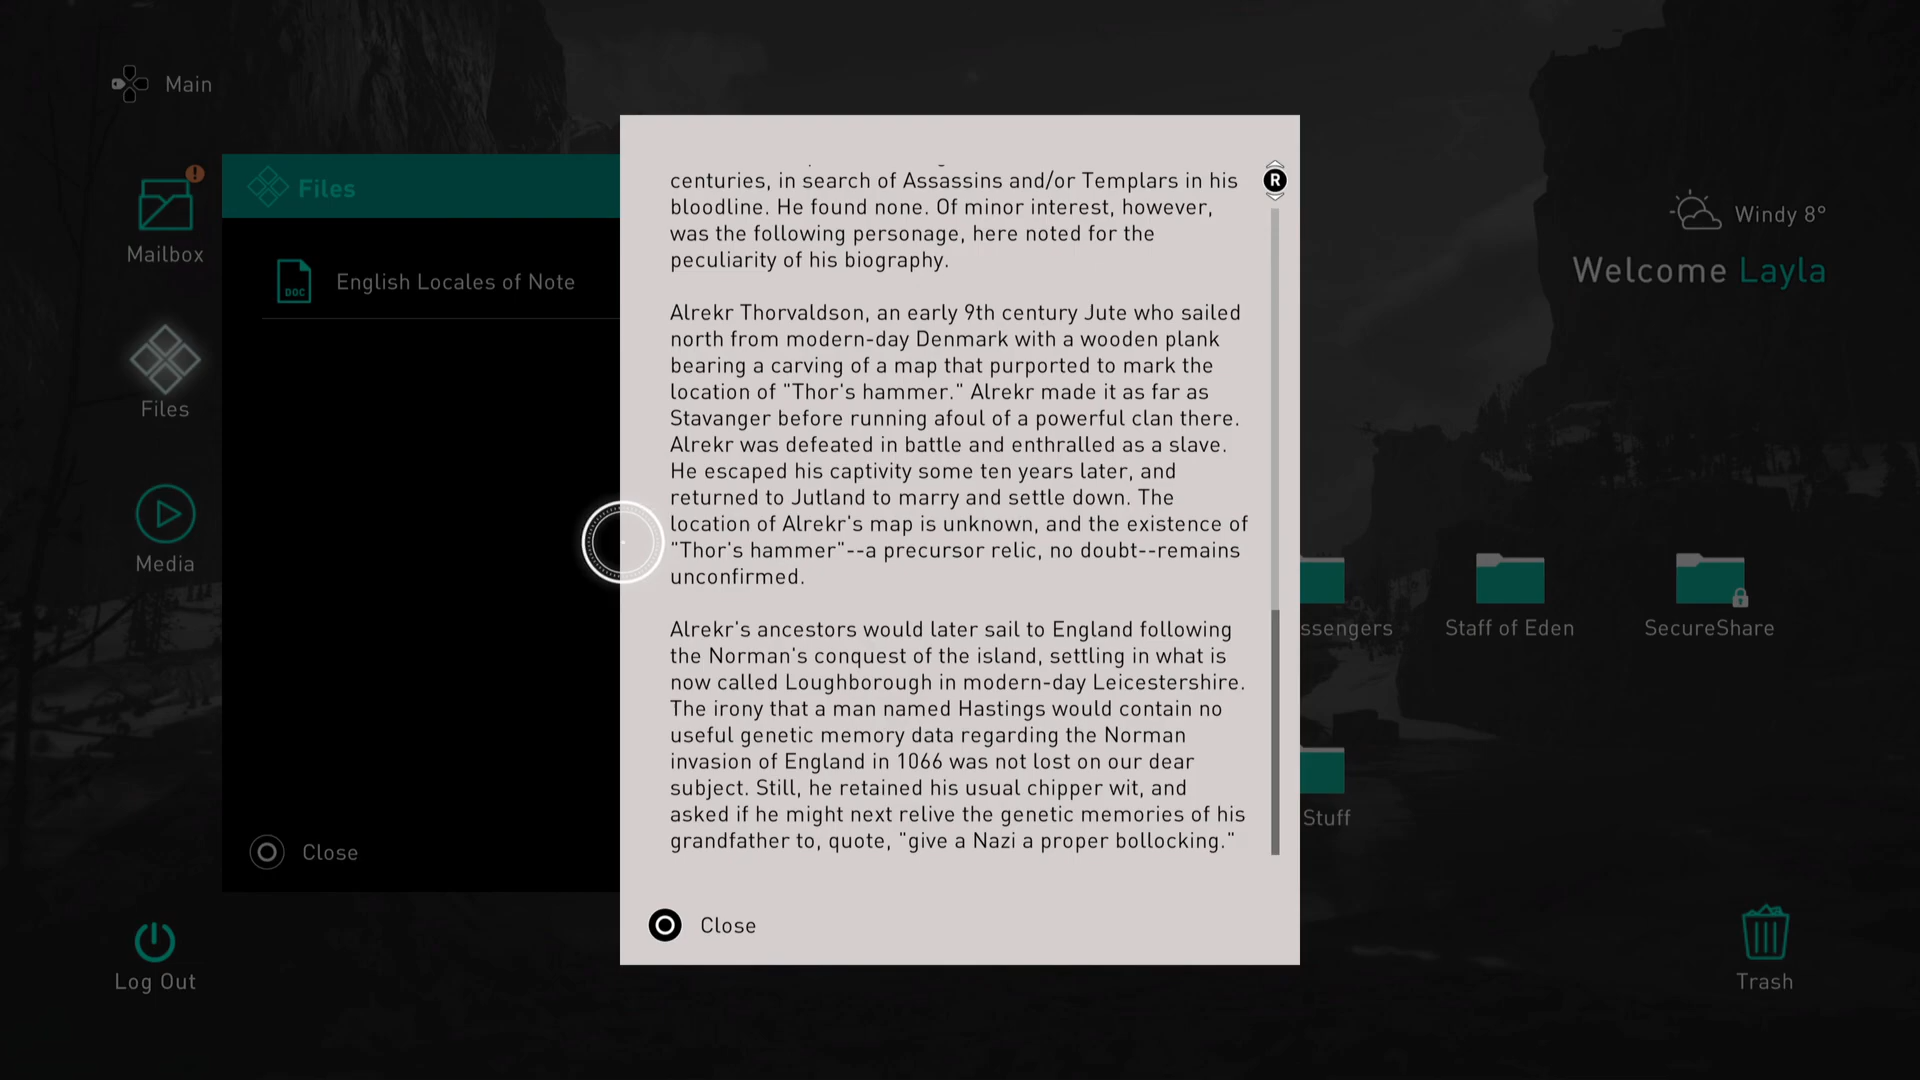 Main
Mailbox
Files
Media
Log Out
Files
DOC
English Locales of Note
Close
R
centuries, in search of Assassins and/or Templars in his
bloodline. He found none. Of minor interest, however,
was the following personage, here noted for the
peculiarity of his biography.
Alrekr Thorvaldson, an early 9th century Jute who sailed
north from modern-day Denmark with a wooden plank
bearing a carving of a map that purported to mark the
location of "Thor's hammer." Alrekr made it as far as
Stavanger before running afoul of a powerful clan there.
Alrekr was defeated in battle and enthralled as a slave.
He escaped his captivity some ten years later, and
returned to Jutland to marry and settle down. The
location of Alrekr's map is unknown, and the existence of
"Thor's hammer"--a precursor relic, no doubt--remains
unconfirmed.
Alrekr's ancestors would later sail to England following
the Norman's conquest of the island, settling in what is
now called Loughborough in modern-day Leicestershire.
The irony that a man named Hastings would contain no
useful genetic memory data regarding the Norman
invasion of England in 1066 was not lost on our dear
subject. Still, he retained his usual chipper wit, and
asked if he might next relive the genetic memories of his
grandfather to, quote, "give a Nazi a proper bollocking."
Close
Windy 8°
Welcome Layla
ssengers
Staff of Eden
SecureShare
Stuff
Trash